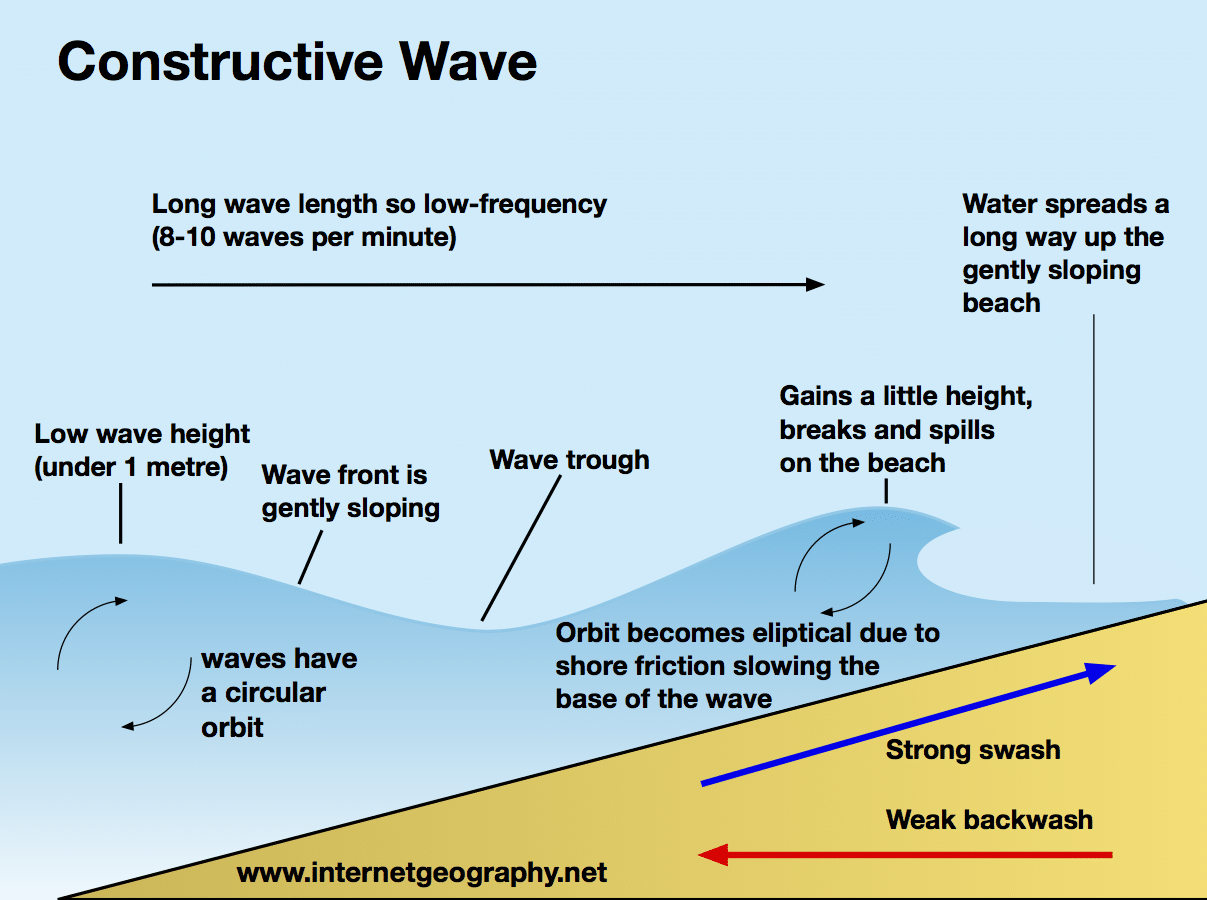 Constructive Wave
Long wave length so low-frequency
(8-10 waves per minute)
Water spreads a
long way up the
gently sloping
beach
Gains a little height,
breaks and spills
on the beach
Low wave height
(under 1 metre)
Wave front is
gently sloping
Wave trough
waves have
a circular
orbit
Orbit becomes eliptical due to
shore friction slowing the
base of the wave
Strong swash
Weak backwash
www.internetgeography.net